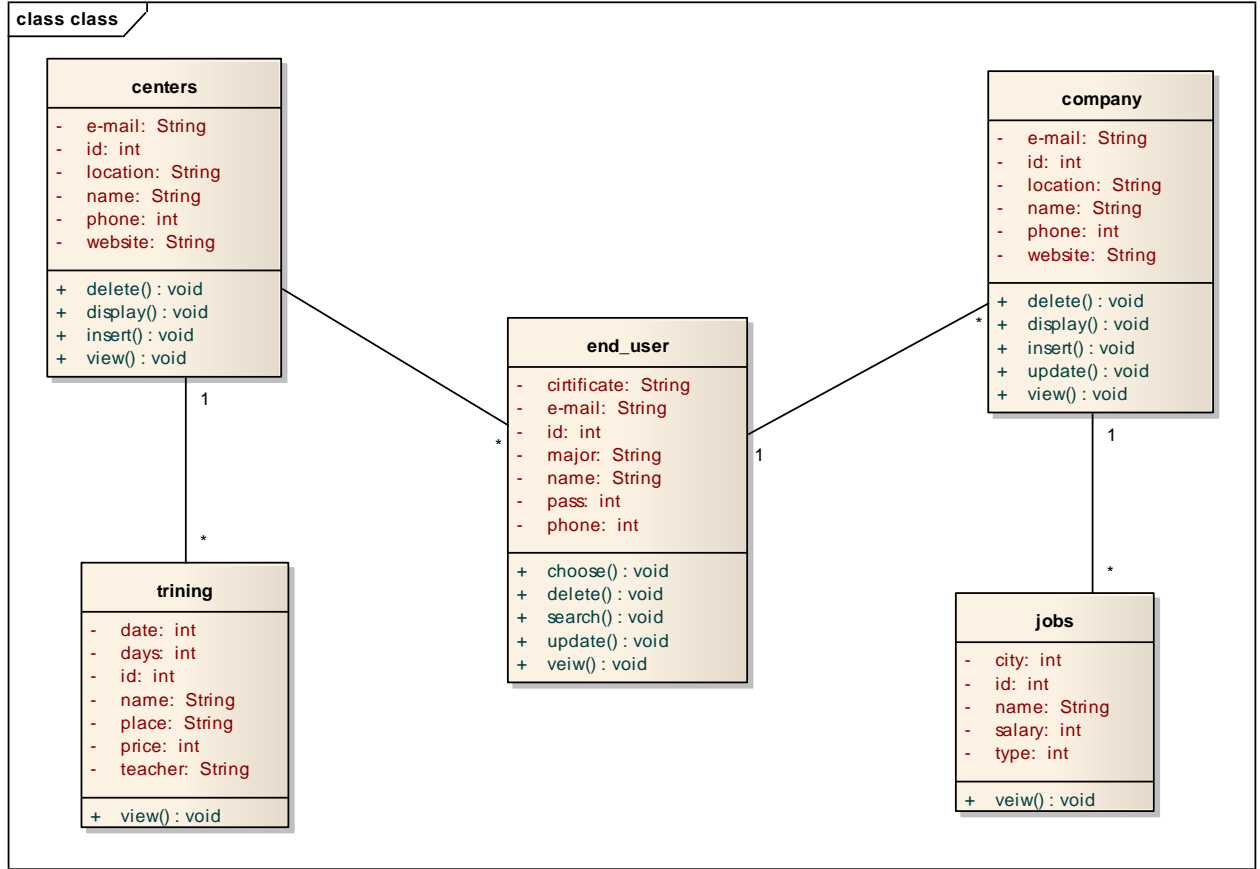 class class
centers
- e-mail: String
- id: int
- location: String
- name: String
- phone: int
- website: String
+ delete() : void
+ display() : void
+ insert() : void
+ view() : void
1
*
trining
- date: int
- days: int
- id: int
- name: String
- place: String
- price: int
- teacher: String
+ view() : void
*
end_user
- cirtificate: String
- e-mail: String
- id: int
- major: String
- name: String
- pass: int
- phone: int
+ choose() : void
+ delete() : void
+ search() : void
+ update() : void
+ veiw() : void
1
*
company
- e-mail: String
- id: int
- location: String
- name: String
- phone: int
- website: String
+ delete() : void
+ display() : void
+ insert() : void
+ update() : void
+ view() : void
1
*
jobs
- city: int
- id: int
- name: String
- salary: int
- type: int
+ veiw() : void